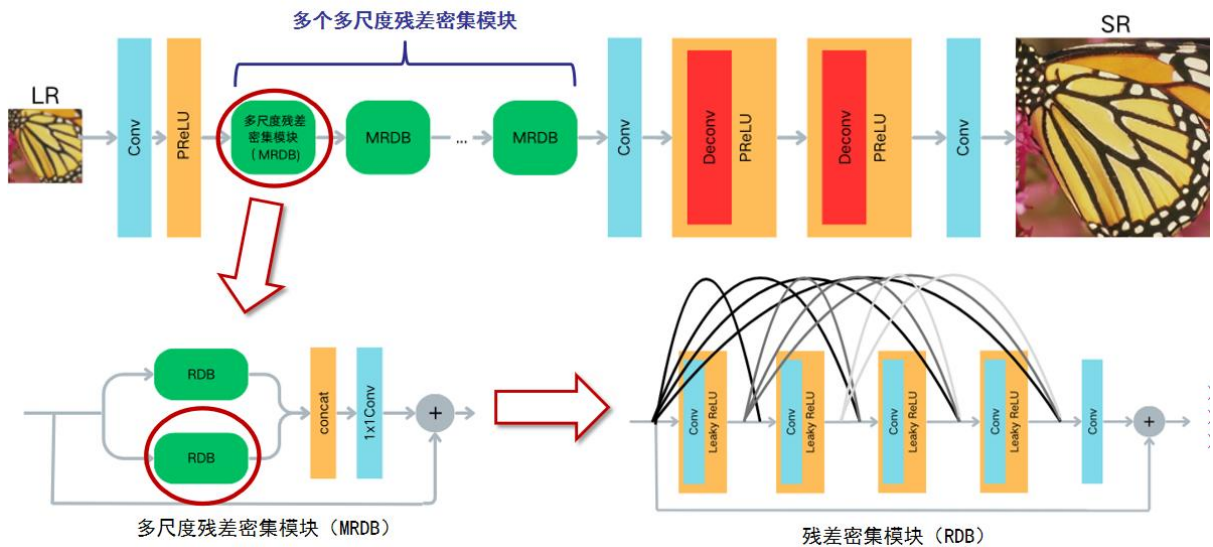 多个多尺度残差密集模块
LR
Conv
PReLU
多尺度残差
密集模块
(MRDB)
MRDB
...
MRDB
Conv
Deconv
PReLU
Deconv
PReLU
Conv
SR
RDB
RDB
concat
1x1Conv
+
多尺度残差密集模块（MRDB）
Conv
Leaky ReLU
Conv
Leaky ReLU
Conv
Leaky ReLU
Conv
Leaky ReLU
Conv
+
残差密集模块（RDB）